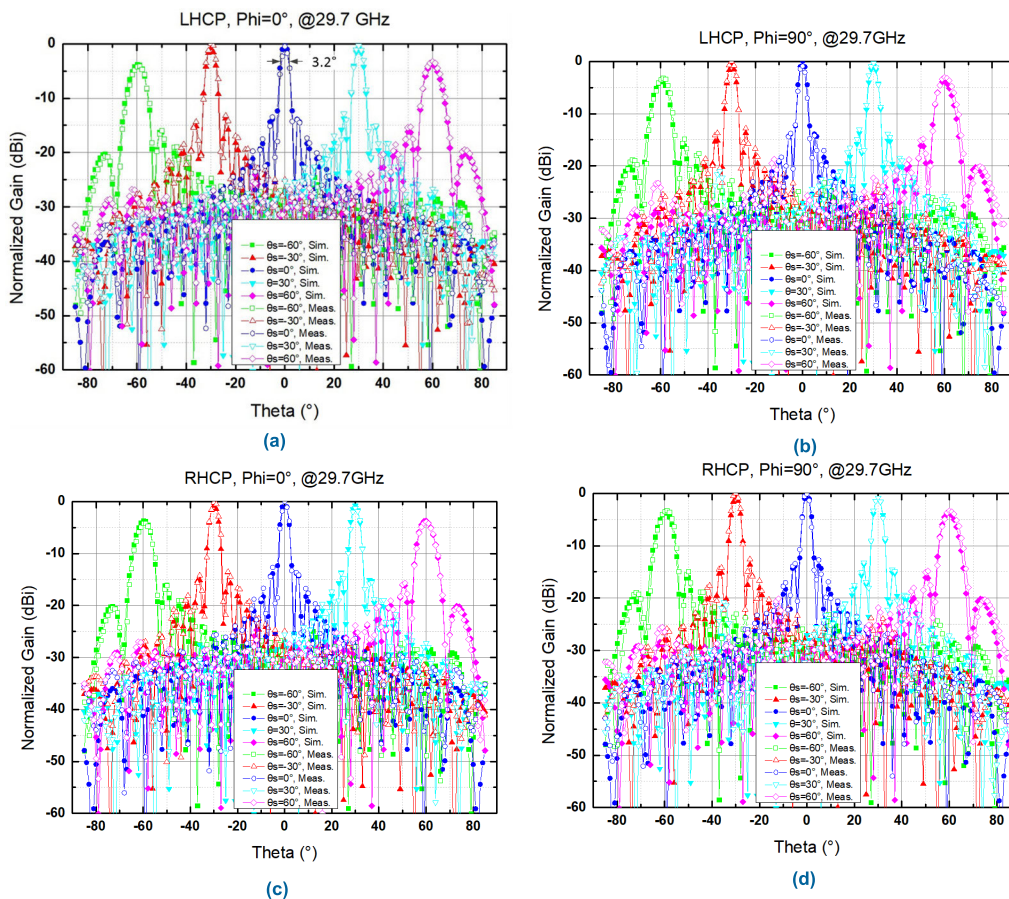 LHCP, Phi=0°, @29.7 GHz
3.2°
Normalized Gain (dBi)
0
-10
-20
-30
-40
-50
-60
θs=-60°, Sim.
θs=-30°, Sim.
θs=0°, Sim.
θ=30°, Sim.
θs=60°, Sim.
θs=-60°, Meas.
θs=-30°, Meas.
θs=0°, Meas.
θs=30°, Meas.
θs=60°, Meas.
-80 -60 -40 -20 0 20 40 60 80
Theta (°)
(a)
LHCP, Phi=90°, @29.7GHz
Normalized Gain (dBi)
0
-10
-20
-30
-40
-50
-60
θs=-60°, Sim.
θs=-30°, Sim.
θs=0°, Sim.
θs=30°, Sim.
θs=60°, Sim.
θs=-60°, Meas.
θs=-30°, Meas.
θs=0°, Meas.
θs=30°, Meas.
θs=60°, Meas.
-80 -60 -40 -20 0 20 40 60 80
Theta (°)
(b)
RHCP, Phi=0°, @29.7GHz
Normalized Gain (dBi)
0
-10
-20
-30
-40
-50
-60
θs=-60°, Sim.
θs=-30°, Sim.
θs=0°, Sim.
θ=30°, Sim.
θs=60°, Sim.
θs=-60°, Meas.
θs=-30°, Meas.
θs=0°, Meas.
θs=30°, Meas.
θs=60°, Meas.
-80 -60 -40 -20 0 20 40 60 80
Theta (°)
(c)
RHCP, Phi=90°, @29.7GHz
Normalized Gain (dBi)
0
-10
-20
-30
-40
-50
-60
θs=-60°, Sim.
θs=-30°, Sim.
θs=0°, Sim.
θ=30°, Sim.
θs=60°, Sim.
θs=-60°, Meas.
θs=-30°, Meas.
θs=0°, Meas.
θs=30°, Meas.
θs=60°, Meas.
-80 -60 -40 -20 0 20 40 60 80
Theta (°)
(d)